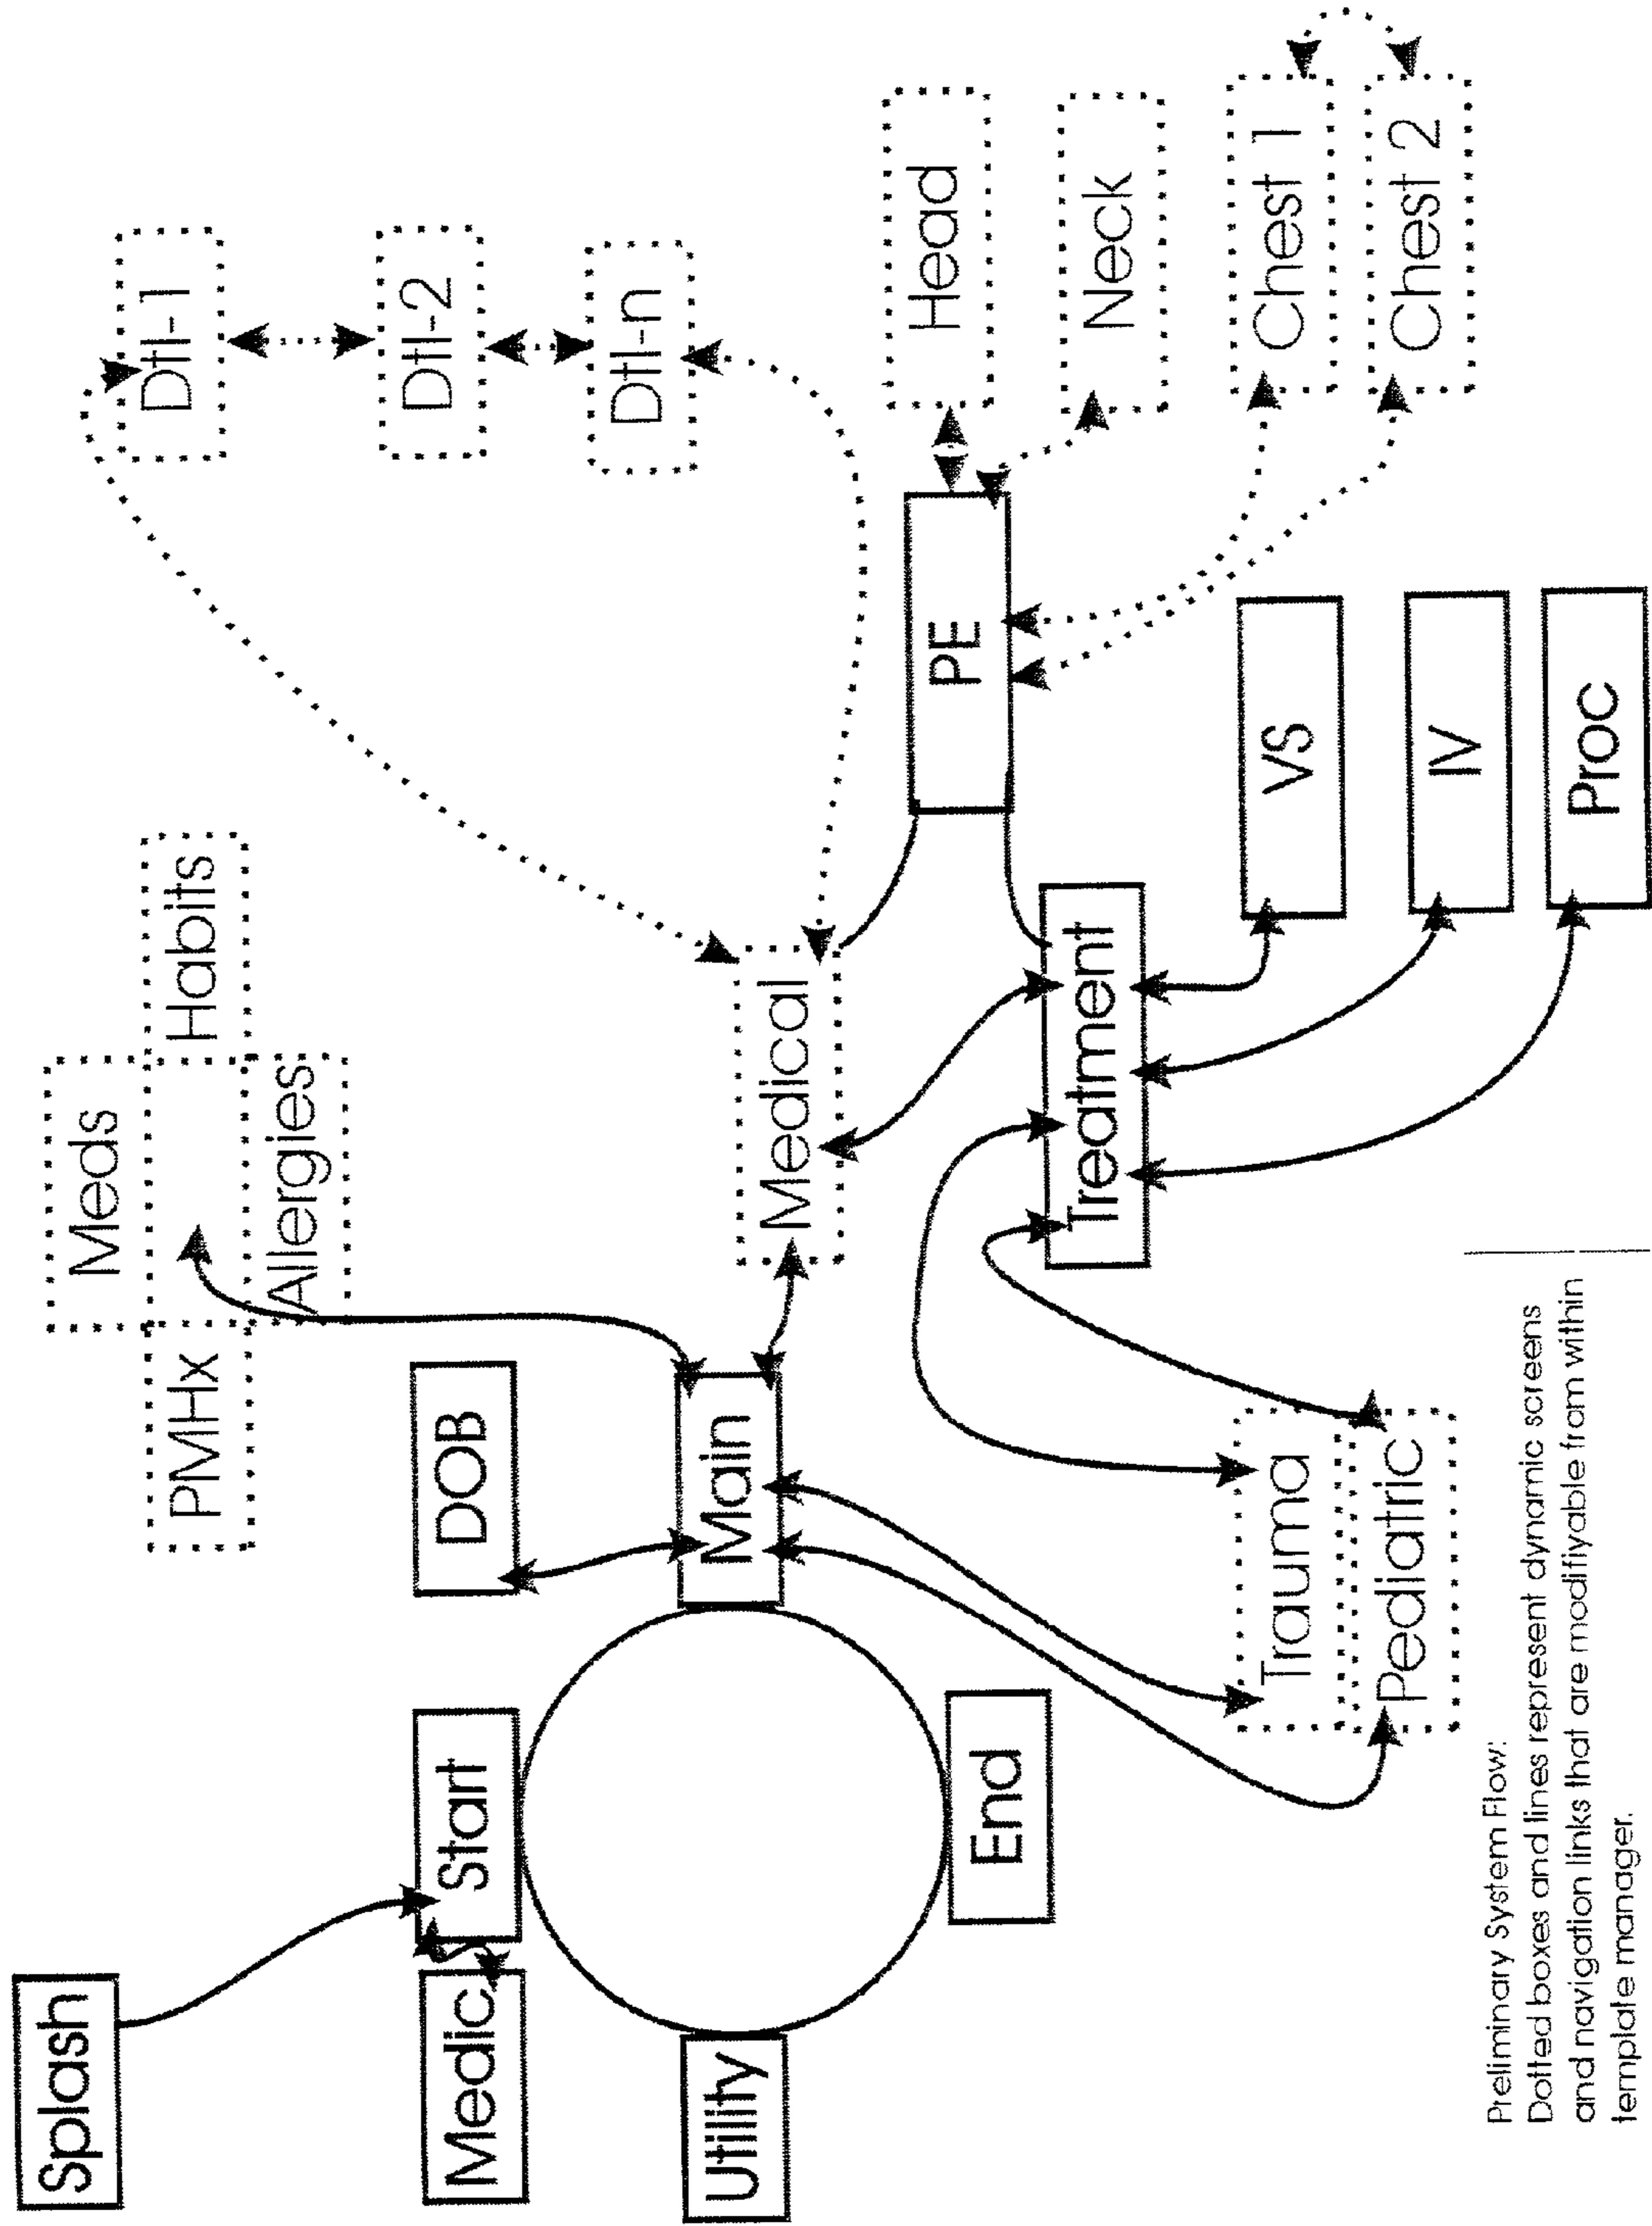 Splash
Meds
PMHx
Habits
Allergies
Dtl-1
Dtl-2
Dtl-n
Medic
Start
DOB
Utility
Main
Medical
End
PE
Head
Neck
Treatment
Trauma
Pediatric
VS
IV
Proc
Chest 1
Chest 2
Preliminary System Flow:
Dotted boxes and lines represent dynamic screens
and navigation links that are modifiyable from within
template manager.